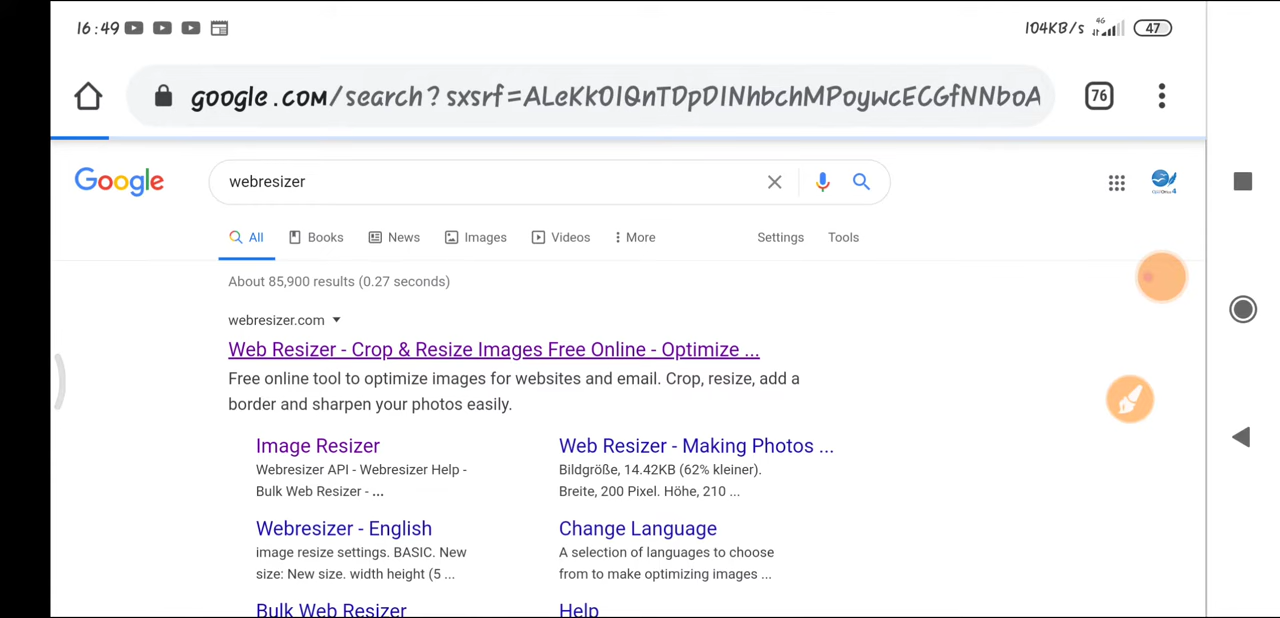 16:49 104KB/s 4G 47
google.com/search?sxsrf=ALeKk01QnTDpDINhbchMPoywcECGfNNboA 76
Google webresizer
All Books News Images Videos More Settings Tools
About 85,900 results (0.27 seconds)
webresizer.com
Web Resizer - Crop & Resize Images Free Online - Optimize ...
Free online tool to optimize images for websites and email. Crop, resize, add a
border and sharpen your photos easily.
Image Resizer
Webresizer API - Webresizer Help -
Bulk Web Resizer - ...
Web Resizer - Making Photos ...
Bildgröße, 14.42KB (62% kleiner).
Breite, 200 Pixel. Höhe, 210 ...
Webresizer - English
image resize settings. BASIC. New
size: New size. width height (5 ...
Change Language
A selection of languages to choose
from to make optimizing images ...
Bulk Web Resizer
Help